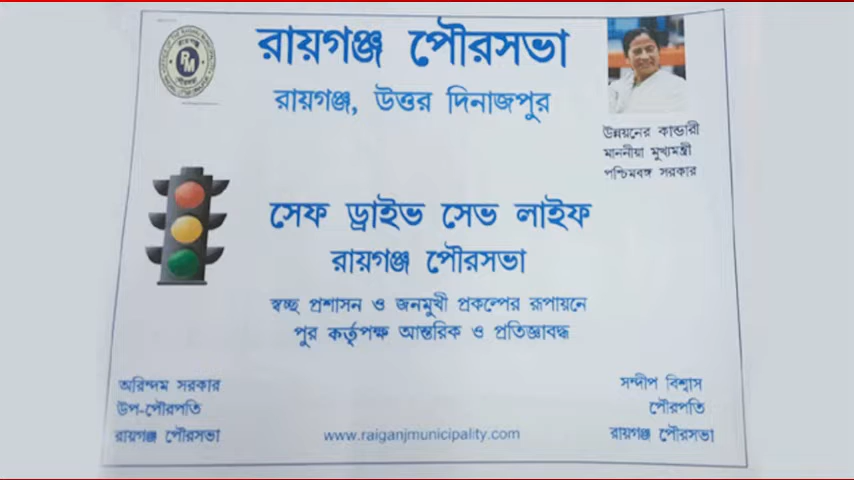 রায়গঞ্জ পৌরসভা
রায়গঞ্জ, উত্তর দিনাজপুর
উন্নয়নের কান্ডারী
মাননীয়া মুখ্যমন্ত্রী
পশ্চিমবঙ্গ সরকার
সেফ ড্রাইভ সেভ লাইফ
রায়গঞ্জ পৌরসভা
স্বচ্ছ প্রশাসন ও জনমুখী প্রকল্পের রূপায়নে
পুর কর্তৃপক্ষ আন্তরিক ও প্রতিজ্ঞাবদ্ধ
অরিন্দম সরকার
উপ-পৌরপতি
রায়গঞ্জ পৌরসভা
www.raiganjmunicipality.com
সন্দীপ বিশ্বাস
পৌরপতি
রায়গঞ্জ পৌরসভা